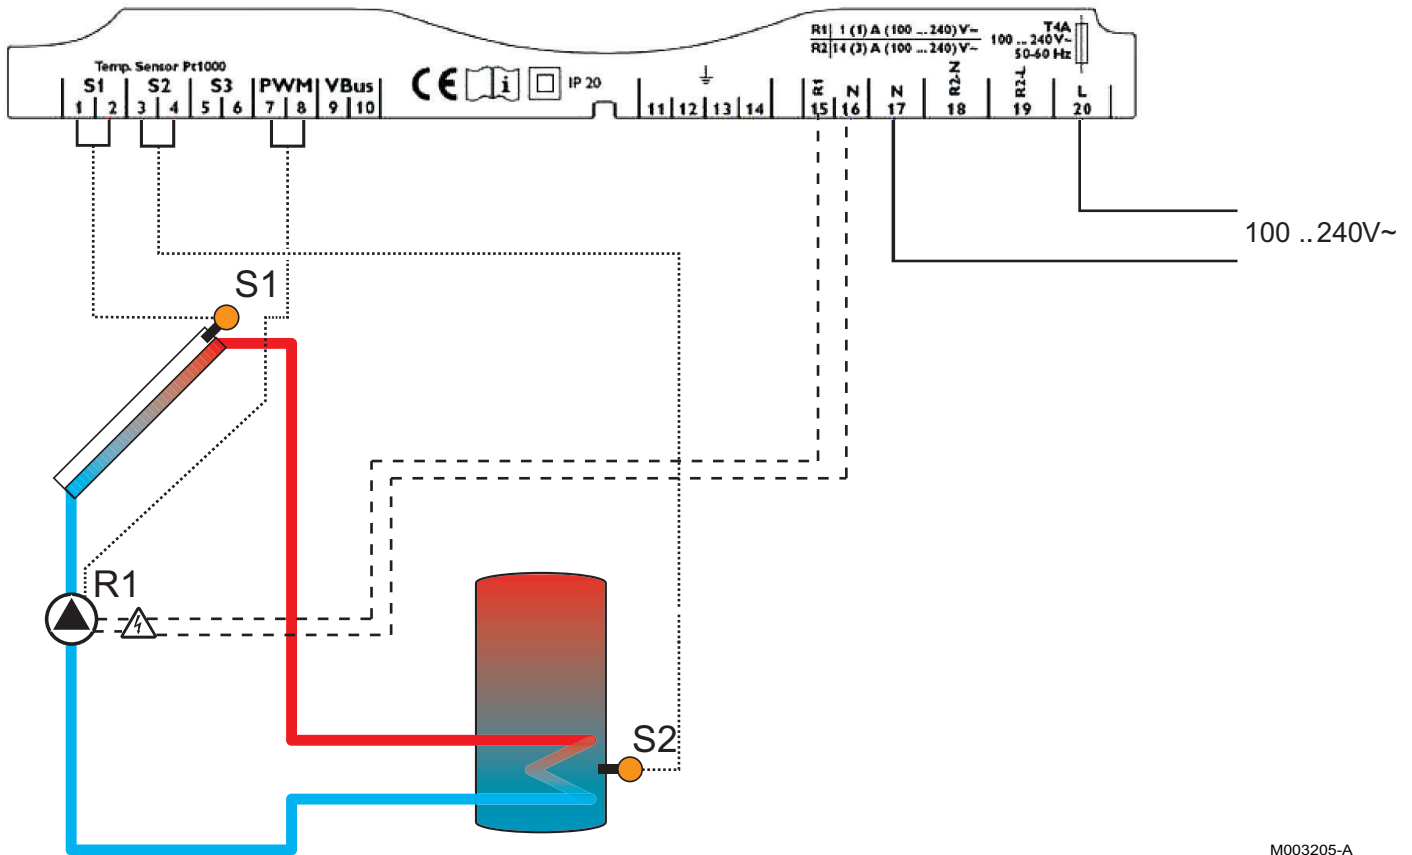 R1 1 (1) A (100 ... 240) V~
R2 14 (3) A (100 ... 240) V~
T4A
100 ... 240V~
50-60 Hz
Temp. Sensor Pt1000
S1 S2 S3 PWM VBus
1 2 3 4 5 6 7 8 9 10
CE i IP 20
11 12 13 14
R1 N N R2-N R2-L L
15 16 17 18 19 20
100 ..240V~
S1
R1
S2
M003205-A